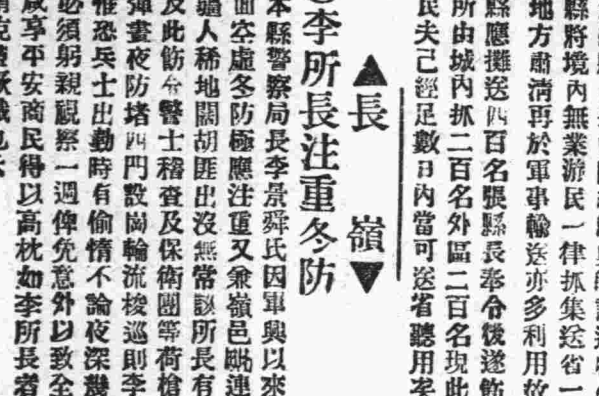 縣將境內無業游民一律抓集送省一
地方肅清再於軍事輸送亦多利用故
縣應攤送四百名張縣長奉令後遂飭
所由城內抓二百名外區二百名現此
民夫已經足數日內當可送省聽用矣
▲長　嶺▼
李所長注重冬防
本縣警察局長李景舜氏因軍興以來
面空虛冬防極應注重又兼嶺邑毗連
疆人稀地闊胡匪出沒無常該所長有
及此飭令警士稽查及保衛團等荷槍
彈晝夜防堵四門設崗輪流梭巡則李
惟恐兵士出勤時有偷惰不論夜深幾
必須躬親視察一週俾免意外以致全
咸享平安商民得以高枕如李所長者